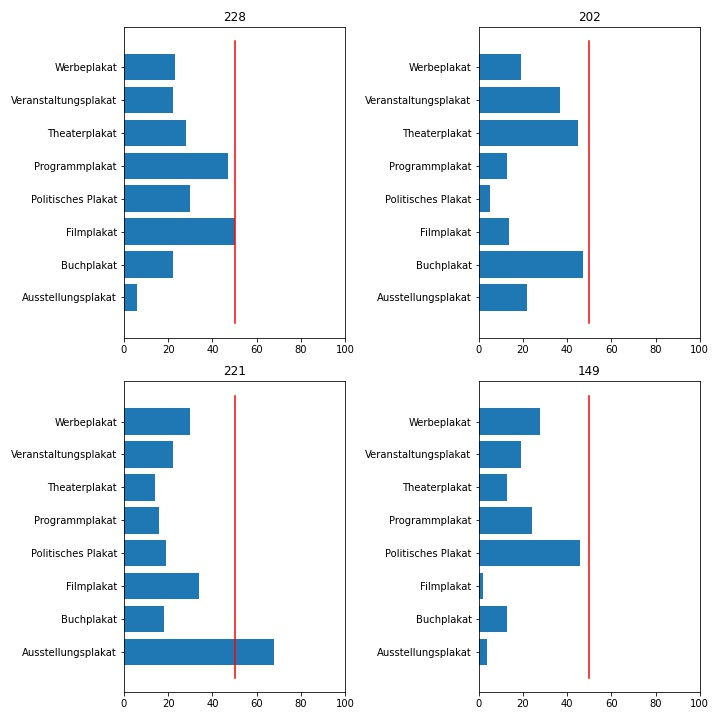 228
Werbeplakat
Veranstaltungsplakat
Theaterplakat
Programmplakat
Politisches Plakat
Filmplakat
Buchplakat
Ausstellungsplakat
0 20 40 60 80 100
202
Werbeplakat
Veranstaltungsplakat
Theaterplakat
Programmplakat
Politisches Plakat
Filmplakat
Buchplakat
Ausstellungsplakat
0 20 40 60 80 100
221
Werbeplakat
Veranstaltungsplakat
Theaterplakat
Programmplakat
Politisches Plakat
Filmplakat
Buchplakat
Ausstellungsplakat
0 20 40 60 80 100
149
Werbeplakat
Veranstaltungsplakat
Theaterplakat
Programmplakat
Politisches Plakat
Filmplakat
Buchplakat
Ausstellungsplakat
0 20 40 60 80 100